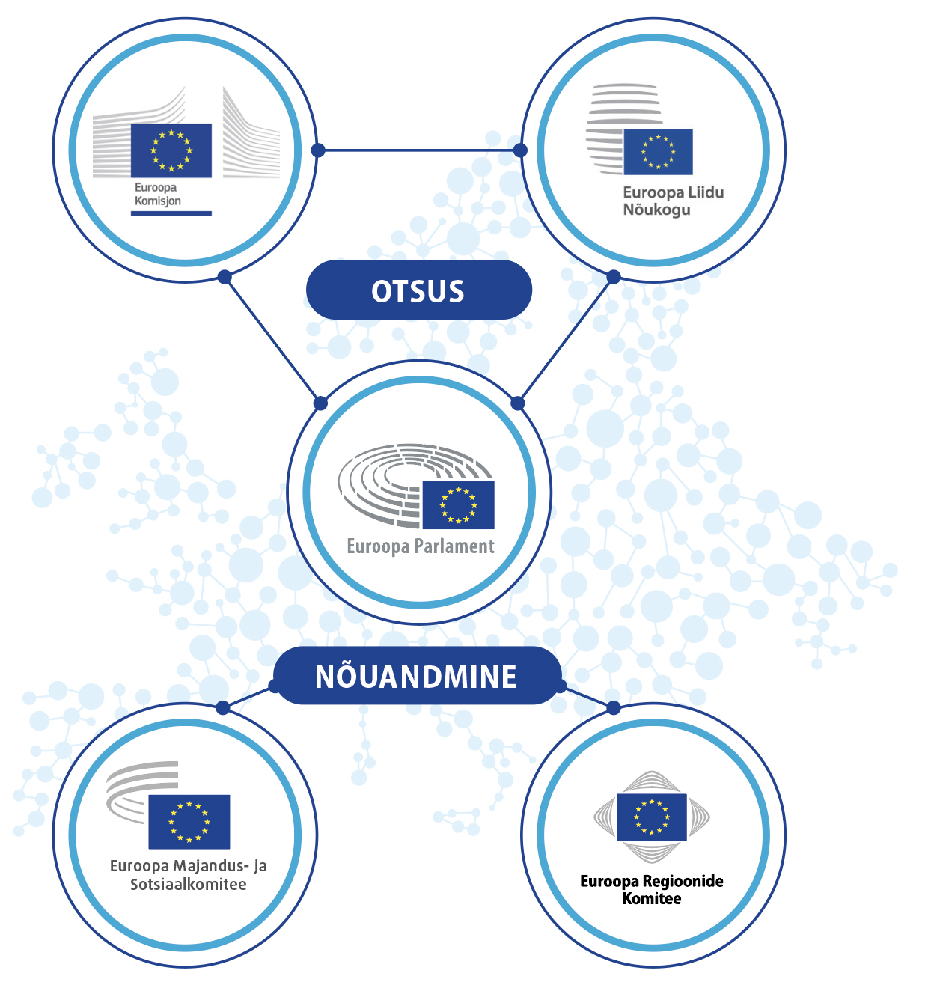 Euroopa
Komisjon
Euroopa Liidu
Nõukogu
OTSUS
Euroopa Parlament
NÕUANDMINE
Euroopa Majandus- ja
Sotsiaalkomitee
Euroopa Regioonide
Komitee